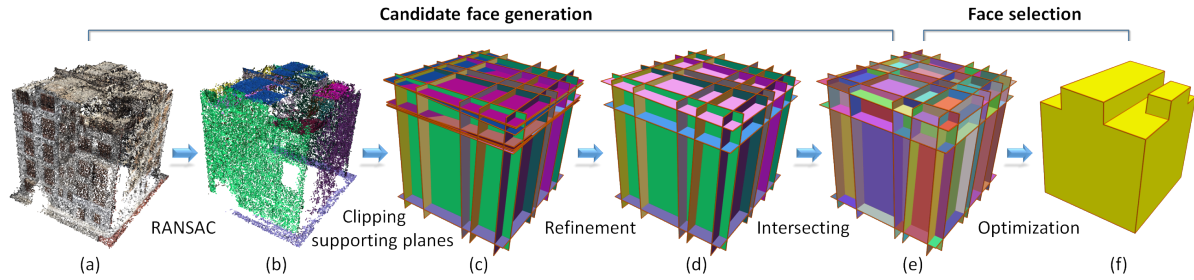 Candidate face generation
Face selection
RANSAC
Clipping
supporting planes
Refinement
Intersecting
Optimization
(a)
(b)
(c)
(d)
(e)
(f)